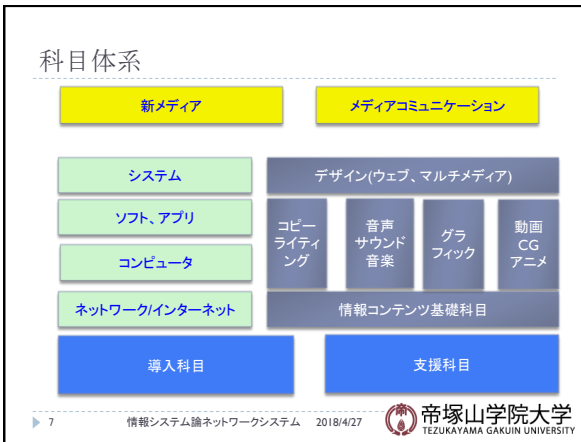 科目体系
新メディア
メディアコミュニケーション
システム
デザイン(ウェブ、マルチメディア)
ソフト、アプリ
コンピュータ
コピー
ライティ
ング
音声
サウンド
音楽
グラ
フィック
動画
CG
アニメ
ネットワーク/インターネット
情報コンテンツ基礎科目
導入科目
支援科目
7
情報システム論ネットワークシステム
2018/4/27
帝塚山学院大学
TEZUKAYAMA GAKUIN UNIVERSITY